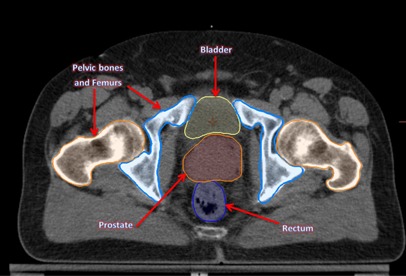 Bladder
Pelvic bones
and Femurs
Prostate
Rectum